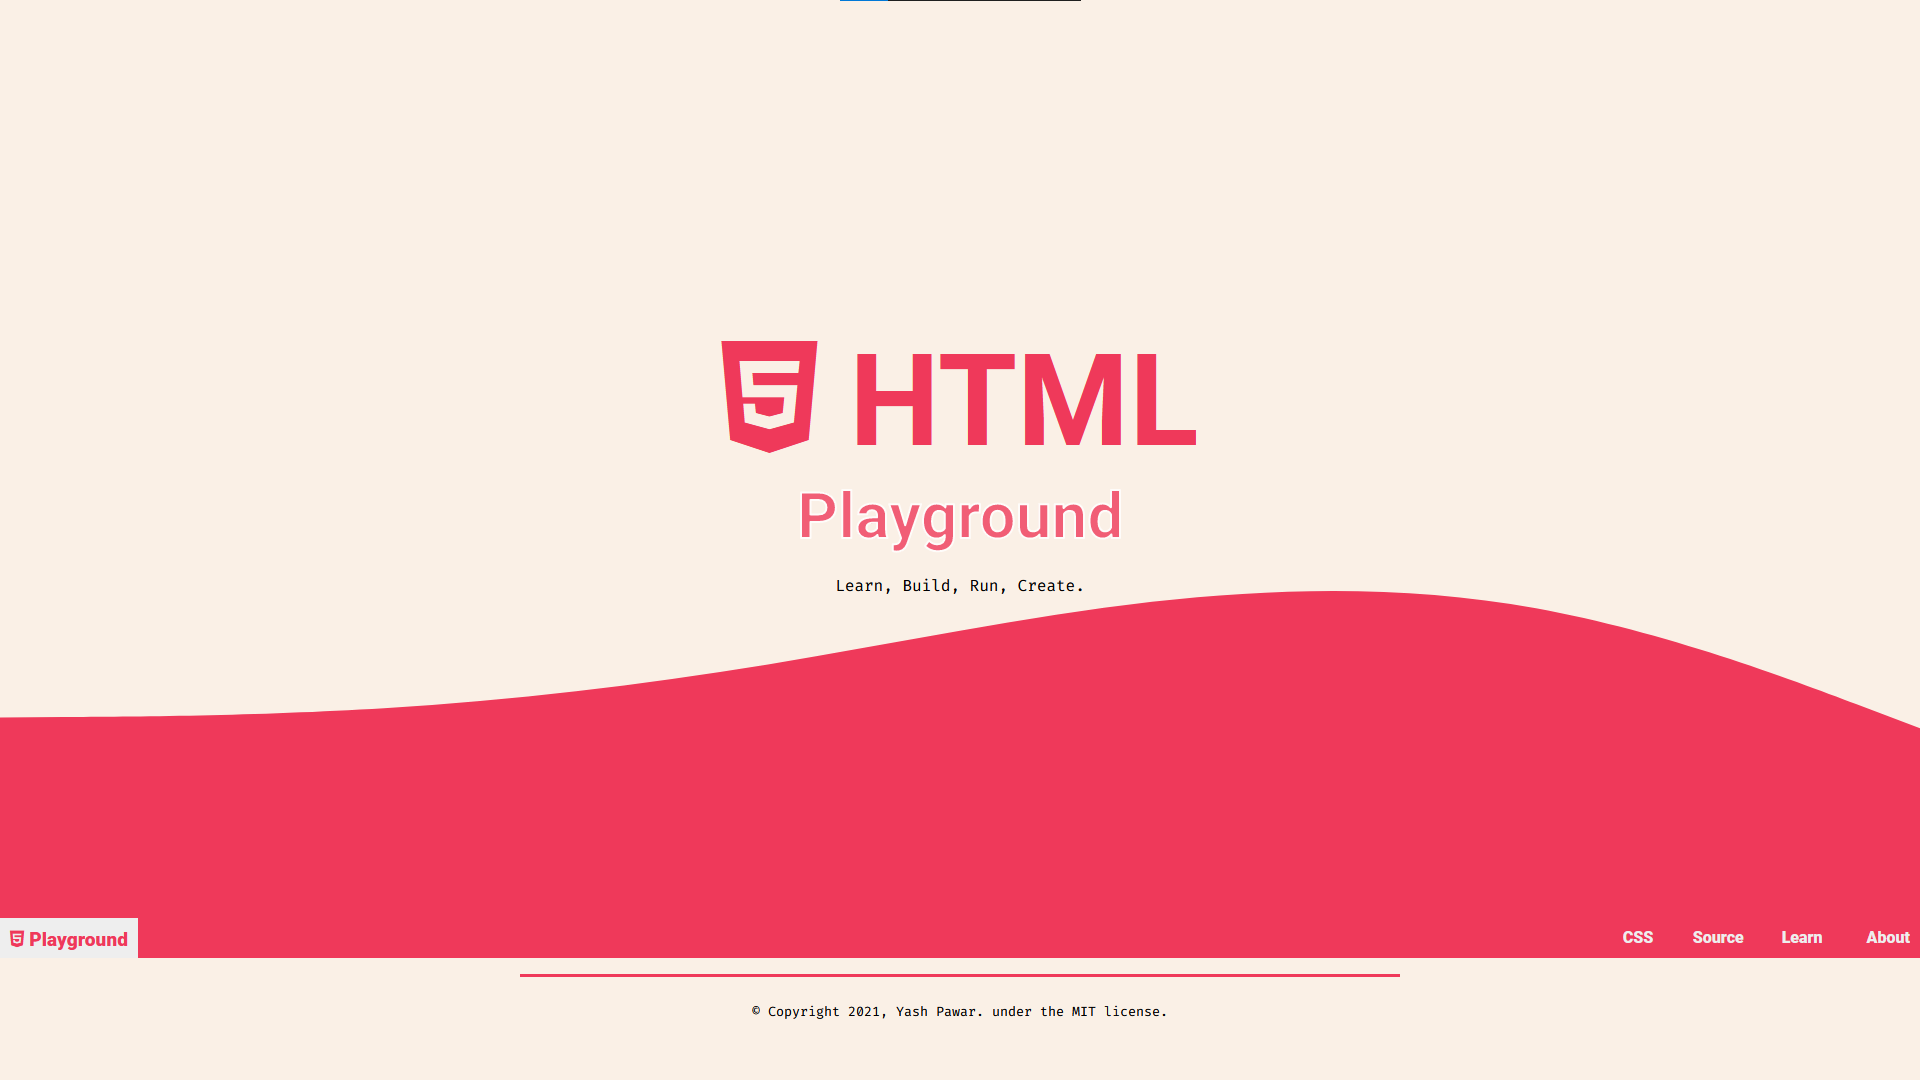 HTML
Playground
Learn, Build, Run, Create.
Playground
CSS Source Learn About
© Copyright 2021, Yash Pawar. under the MIT license.